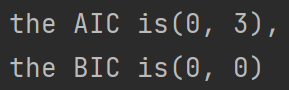 the AIC is(0, 3),
the BIC is(0, 0)